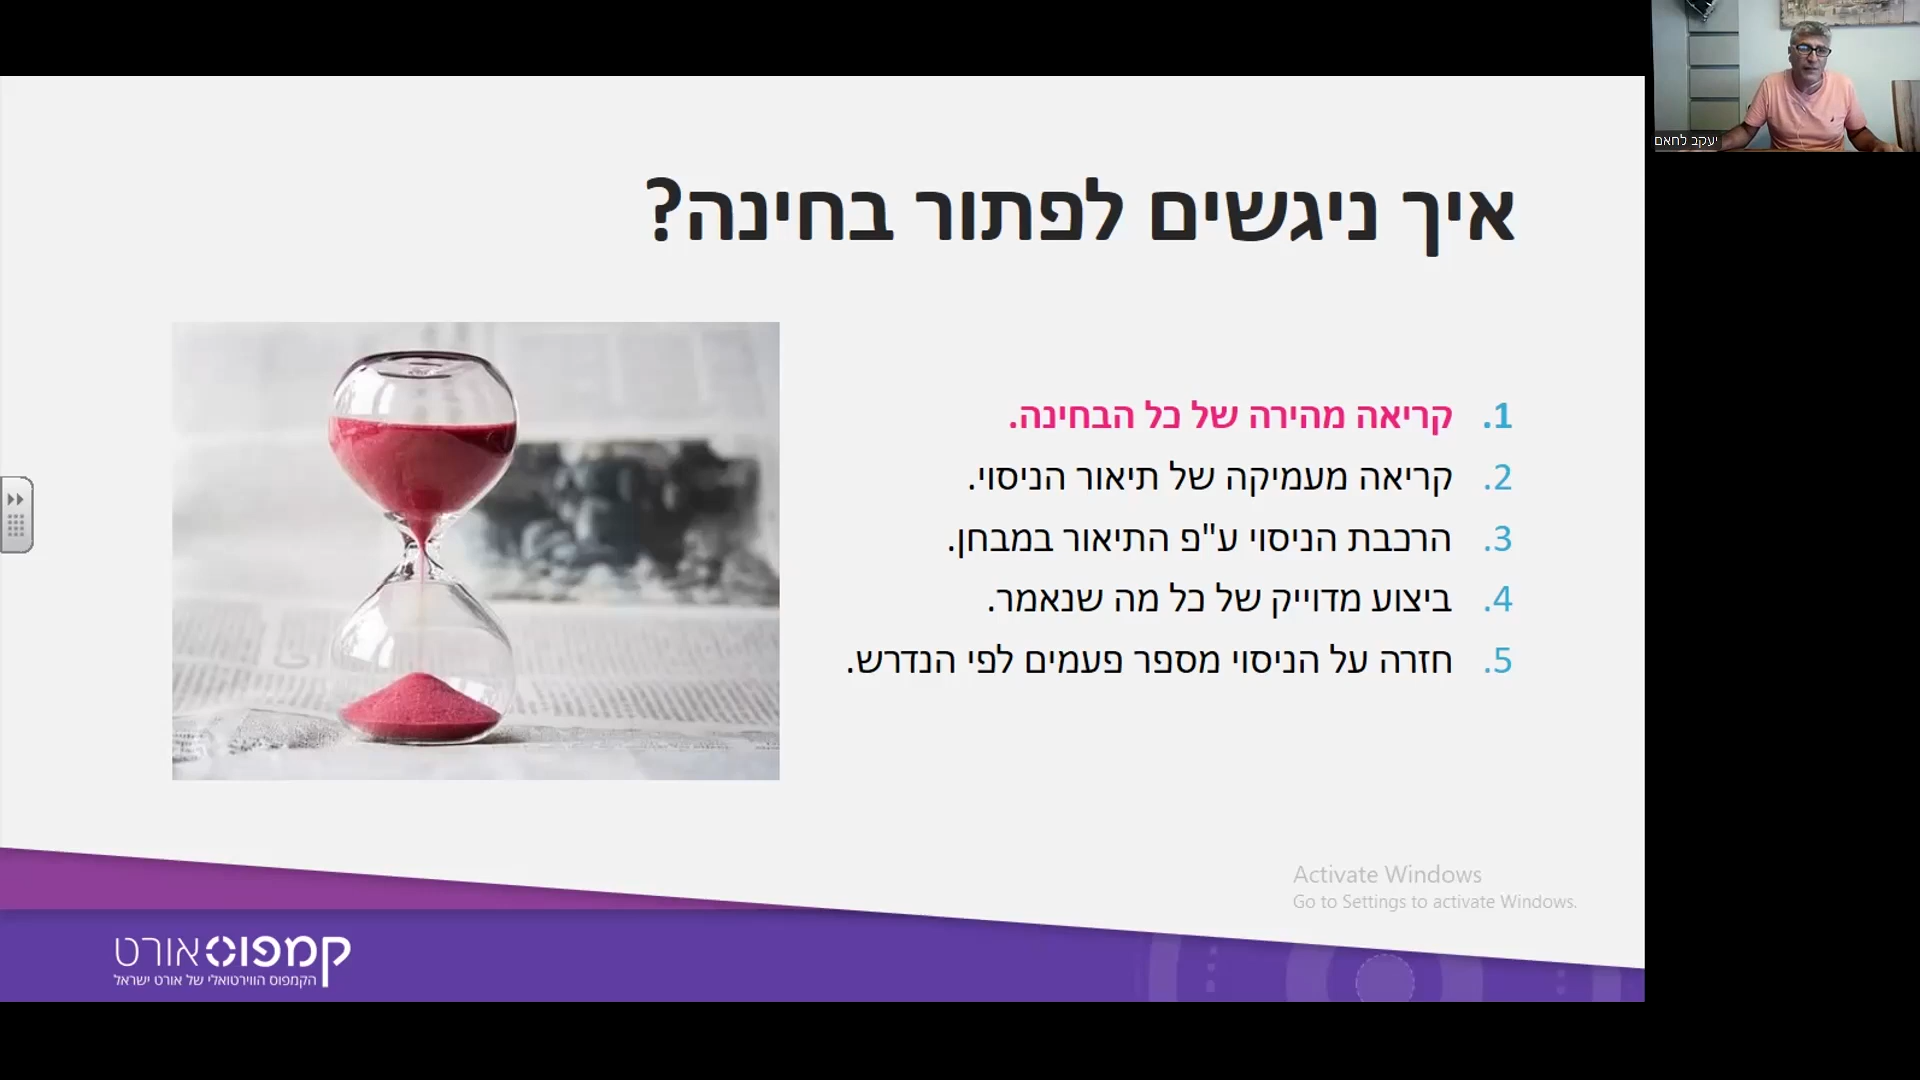 יעקב לחאם
איך ניגשים לפתור בחינה?
1. קריאה מהירה של כל הבחינה.
2. קריאה מעמיקה של תיאור הניסוי.
3. הרכבת הניסוי ע"פ התיאור במבחן.
4. ביצוע מדוייק של כל מה שנאמר.
5. חזרה על הניסוי מספר פעמים לפי הנדרש.
Activate Windows
Go to Settings to activate Windows.
קמפוס אורט
הקמפוס הווירטואלי של אורט ישראל